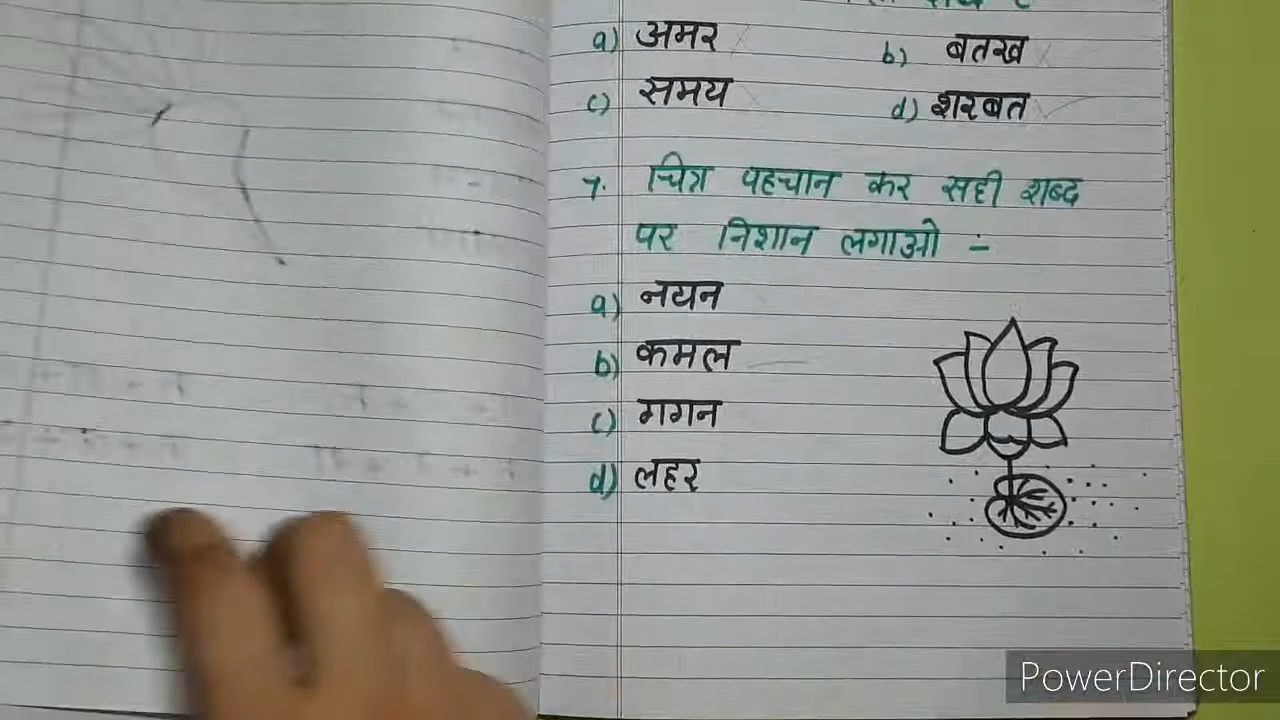 a) अमर b) बतख
c) समय d) शरबत
7. चित्र पहचान कर सही शब्द
पर निशान लगाओ :-
a) नयन
b) कमल
c) गगन
d) लहर
PowerDirector